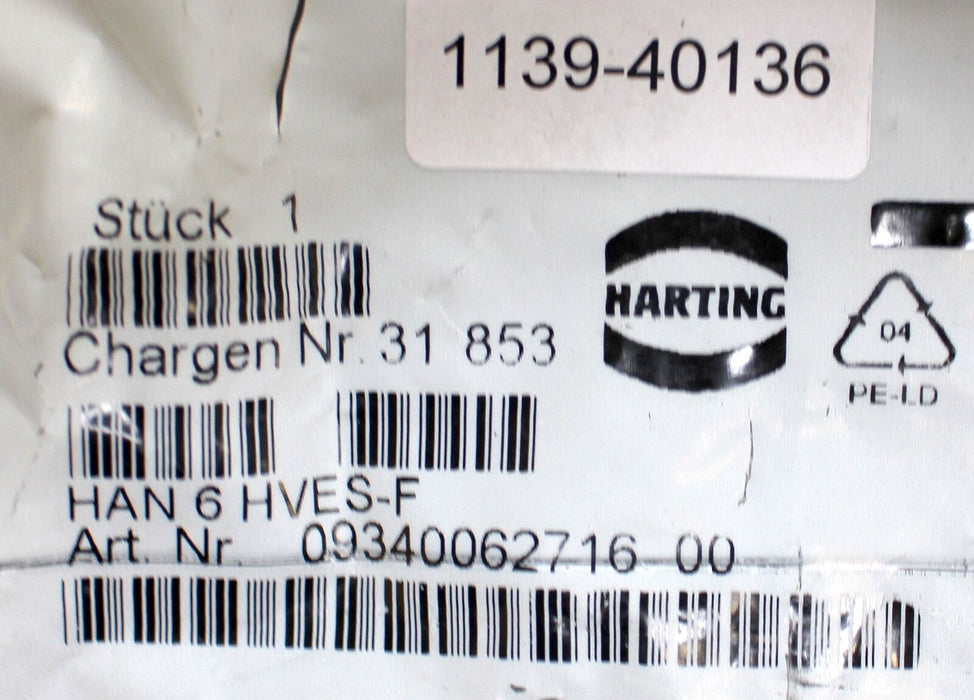 1139-40136
Stück 1
HARTING
04
PE-LD
Chargen Nr. 31 853
HAN 6 HVES-F
Art. Nr. 09340062716 00